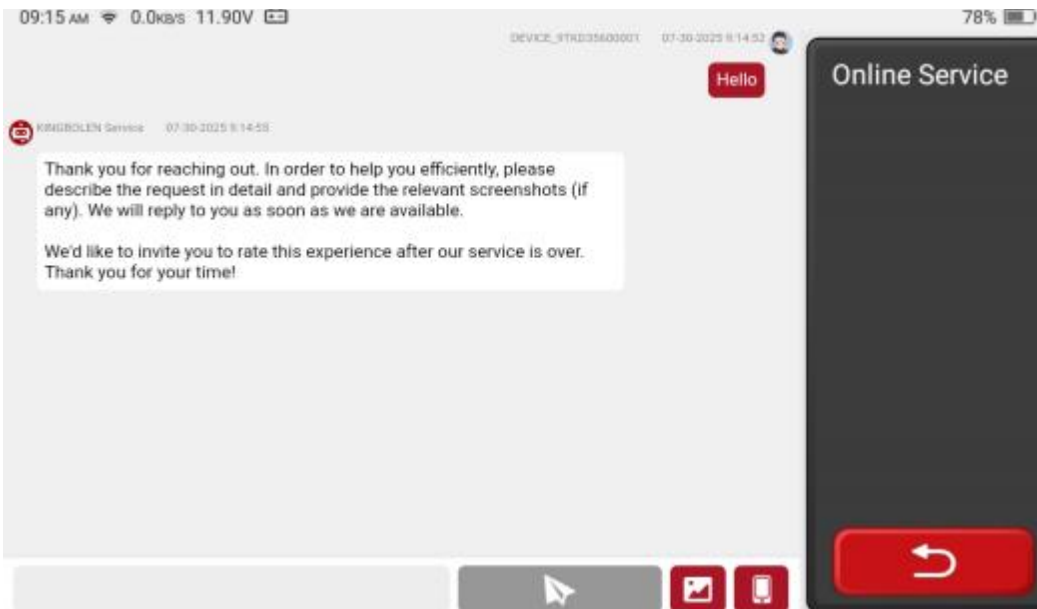 09:15 AM 0.0KB/S 11.90V 78%
07-30-2025 9:14:52
Hello
Online Service
KINGBOLEN Service 07-30-2025 9:14:55
Thank you for reaching out. In order to help you efficiently, please
describe the request in detail and provide the relevant screenshots (if
any). We will reply to you as soon as we are available.
We'd like to invite you to rate this experience after our service is over.
Thank you for your time!